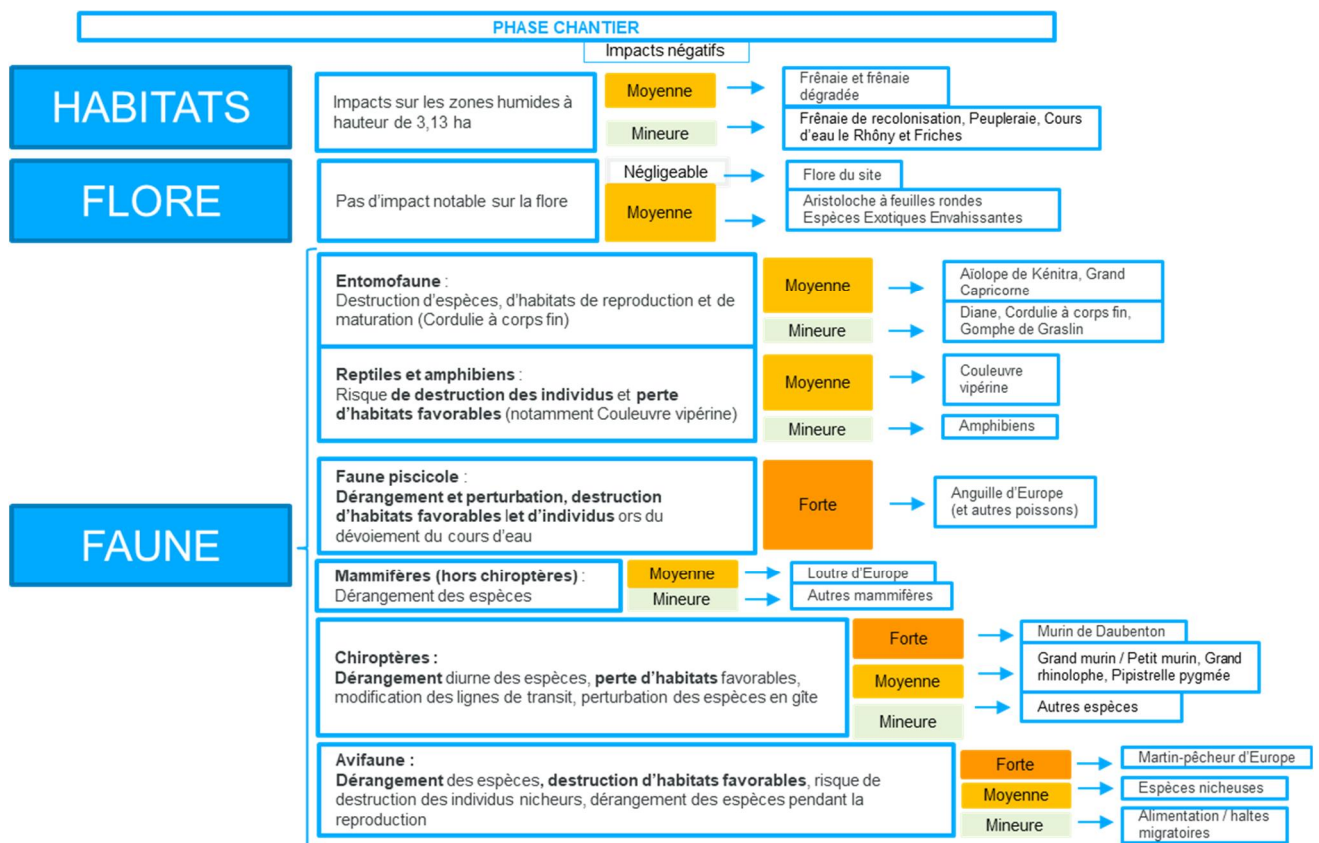 PHASE CHANTIER
Impacts négatifs
HABITATS
Impacts sur les zones humides à
hauteur de 3,13 ha
Moyenne
Frênaie et frênaie
dégradée
Mineure
Frênaie de recolonisation, Peupleraie, Cours
d'eau le Rhôny et Friches
FLORE
Pas d'impact notable sur la flore
Négligeable
Flore du site
Moyenne
Aristoloche à feuilles rondes
Espèces Exotiques Envahissantes
FAUNE
Entomofaune :
Destruction d'espèces, d'habitats de reproduction et de
maturation (Cordulie à corps fin)
Moyenne
Aïolope de Kénitra, Grand
Capricorne
Mineure
Diane, Cordulie à corps fin,
Gomphe de Graslin
Reptiles et amphibiens :
Risque de destruction des individus et perte
d'habitats favorables (notamment Couleuvre vipérine)
Moyenne
Couleuvre
vipérine
Mineure
Amphibiens
Faune piscicole :
Dérangement et perturbation, destruction
d'habitats favorables let d'individus ors du
dévoiement du cours d'eau
Forte
Anguille d'Europe
(et autres poissons)
Mammifères (hors chiroptères) :
Dérangement des espèces
Moyenne
Loutre d'Europe
Mineure
Autres mammifères
Chiroptères :
Dérangement diurne des espèces, perte d'habitats favorables,
modification des lignes de transit, perturbation des espèces en gîte
Forte
Murin de Daubenton
Moyenne
Grand murin / Petit murin, Grand
rhinolophe, Pipistrelle pygmée
Mineure
Autres espèces
Avifaune :
Dérangement des espèces, destruction d'habitats favorables, risque de
destruction des individus nicheurs, dérangement des espèces pendant la
reproduction
Forte
Martin-pêcheur d'Europe
Moyenne
Espèces nicheuses
Mineure
Alimentation / haltes
migratoires